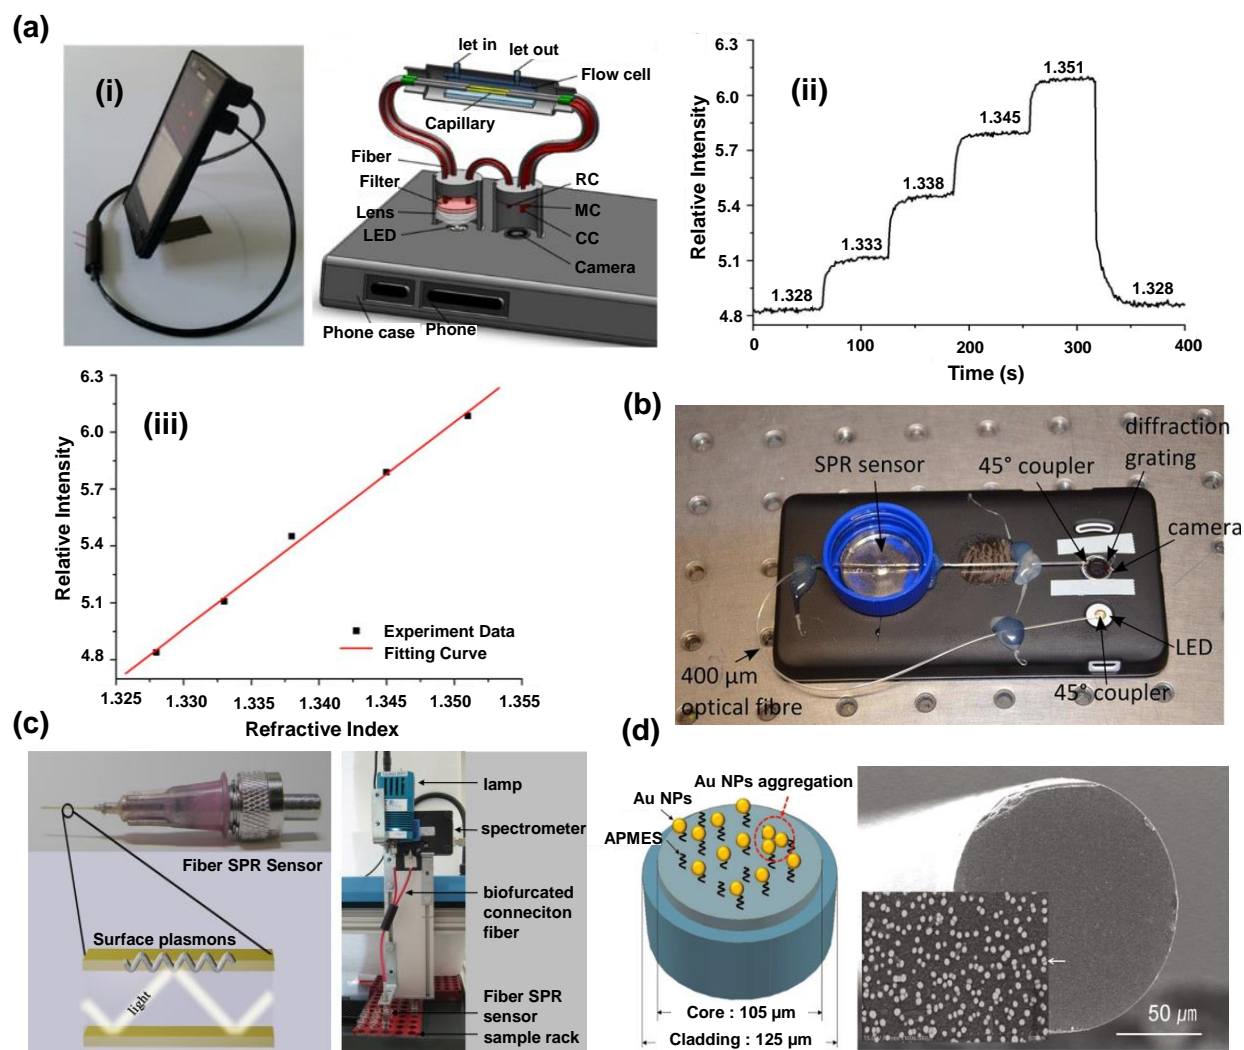 (a)
(i)
let in
let out
Flow cell
Capillary
Fiber
Filter
Lens
LED
RC
MC
CC
Camera
Phone case
Phone
(ii)
Relative Intensity
6.3
6.0
5.7
5.4
5.1
4.8
1.328
1.333
1.338
1.345
1.351
1.328
0
100
200
300
400
Time (s)
(iii)
Relative Intensity
6.3
6.0
5.7
5.4
5.1
4.8
Experiment Data
Fitting Curve
1.325
1.330
1.335
1.340
1.345
1.350
1.355
Refractive Index
(b)
SPR sensor
45° coupler
diffraction
grating
camera
LED
45° coupler
400 µm
optical fibre
(c)
Fiber SPR Sensor
Surface plasmons
light
lamp
spectrometer
biofurcated
conneciton
fiber
Fiber SPR
sensor
sample rack
(d)
Au NPs aggregation
Au NPs
APMES
Core : 105 µm
Cladding : 125 µm
50 µm